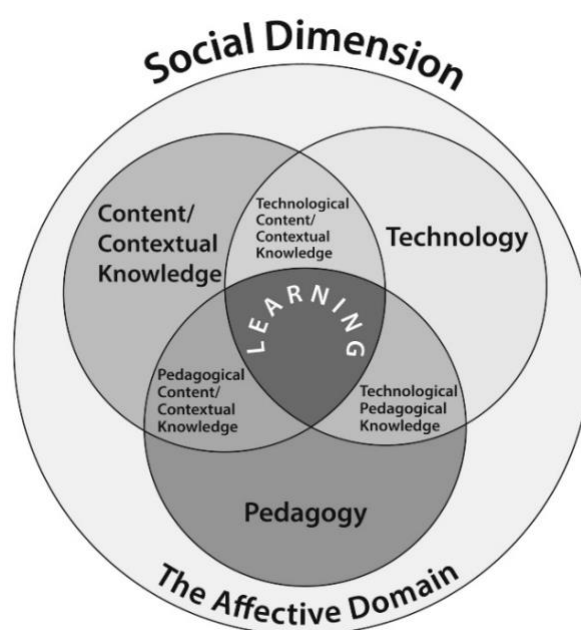 Social Dimension
Content/
Contextual
Knowledge
Technological
Content/
Contextual
Knowledge
Technology
LEARNING
Pedagogical
Content/
Contextual
Knowledge
Technological
Pedagogical
Knowledge
Pedagogy
The Affective Domain